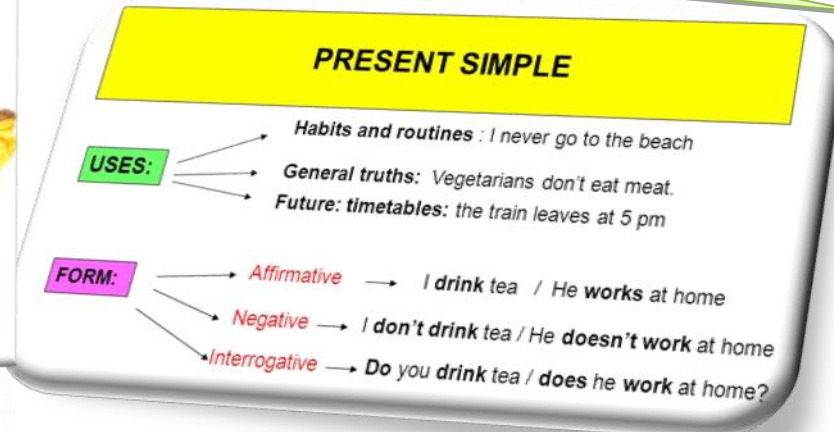 PRESENT SIMPLE
USES:
Habits and routines : I never go to the beach
General truths: Vegetarians don't eat meat.
Future: timetables: the train leaves at 5 pm
FORM:
Affirmative I drink tea / He works at home
Negative I don't drink tea / He doesn't work at home
Interrogative Do you drink tea / does he work at home?